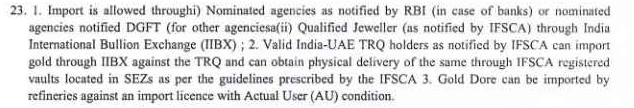 23. 1. Import is allowed throughi) Nominated agencies as notified by RBI (in case of banks) or nominated
agencies notified DGFT (for other agenciesa(ii) Qualified Jeweller (as notified by IFSCA) through India
International Bullion Exchange (IIBX) ; 2. Valid India-UAE TRQ holders as notified by IFSCA can import
gold through IIBX against the TRQ and can obtain physical delivery of the same through IFSCA registered
vaults located in SEZs as per the guidelines prescribed by the IFSCA 3. Gold Dore can be imported by
refineries against an import licence with Actual User (AU) condition.